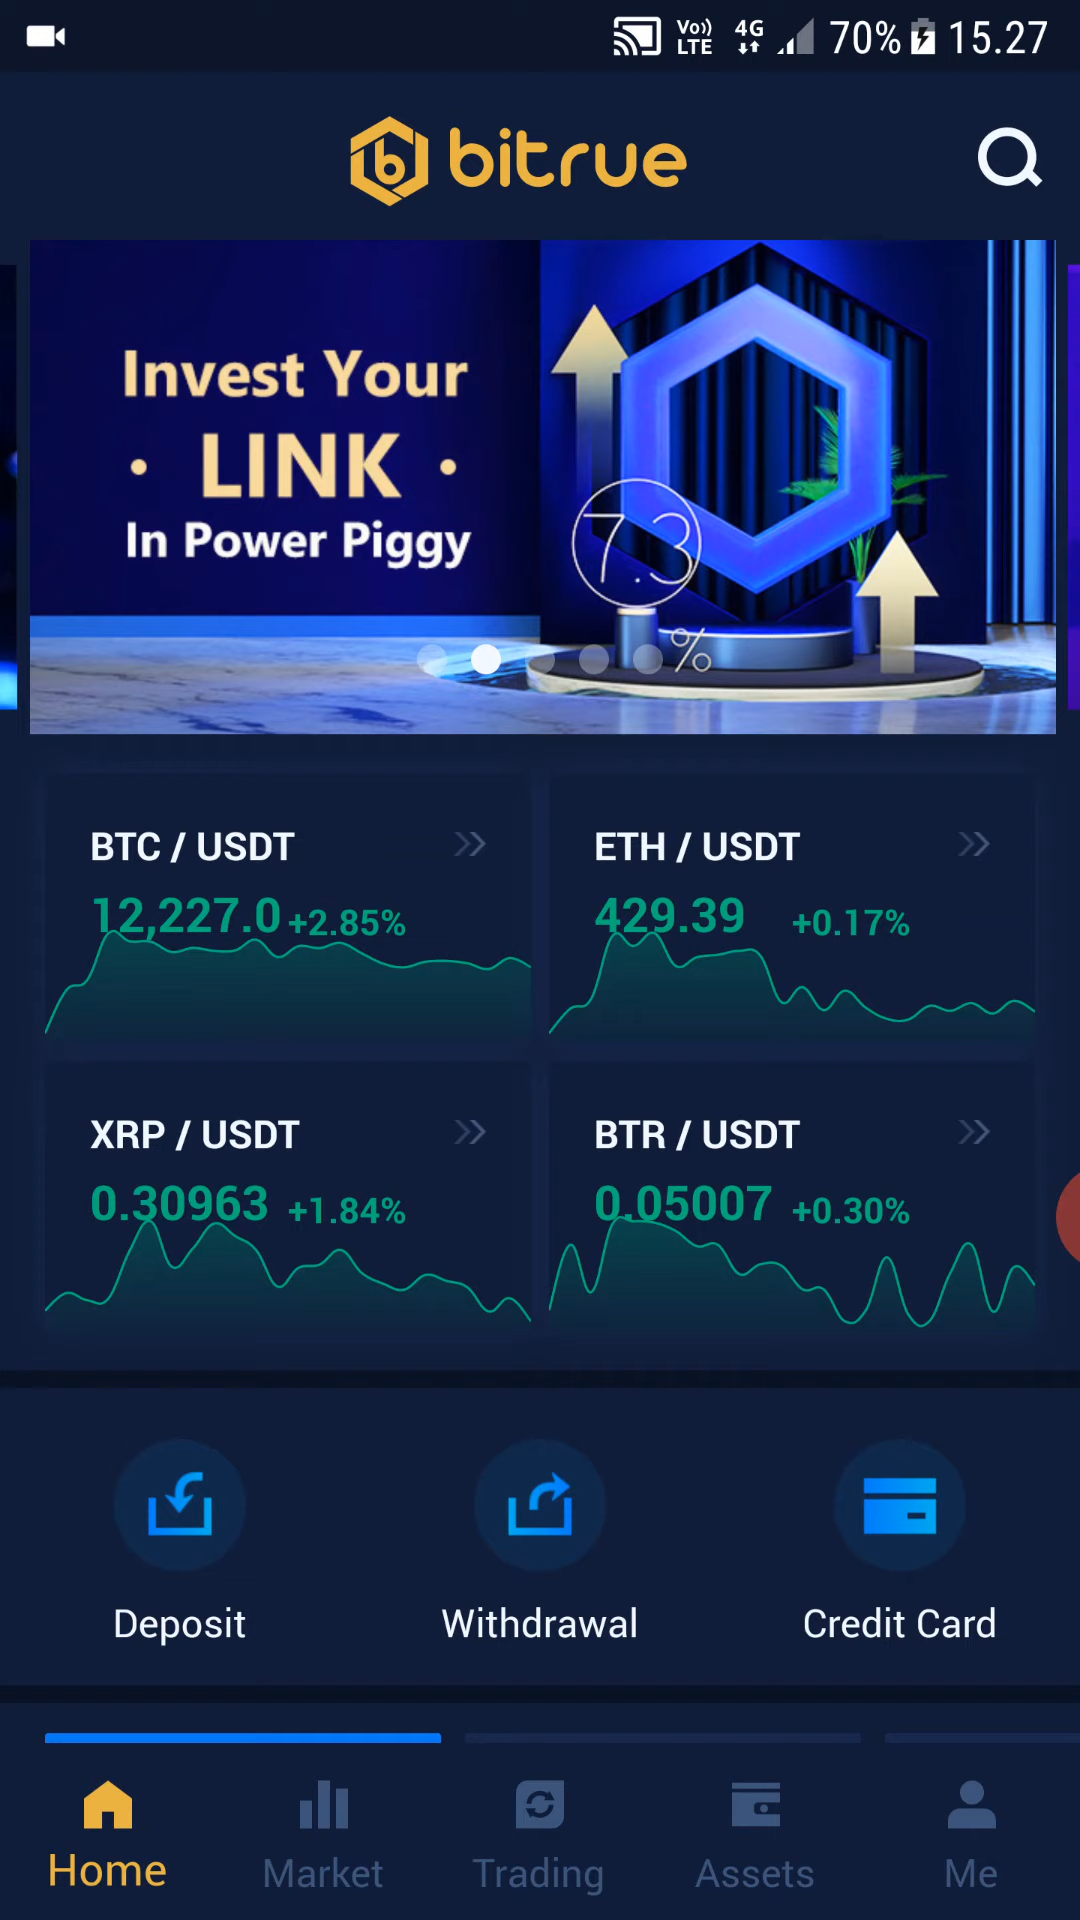 Vo)) LTE 4G 70% 15.27
bitrue
Invest Your
• LINK •
In Power Piggy
7.3
%
BTC / USDT
12,227.0 +2.85%
ETH / USDT
429.39 +0.17%
XRP / USDT
0.30963 +1.84%
BTR / USDT
0.05007 +0.30%
Deposit
Withdrawal
Credit Card
Home
Market
Trading
Assets
Me